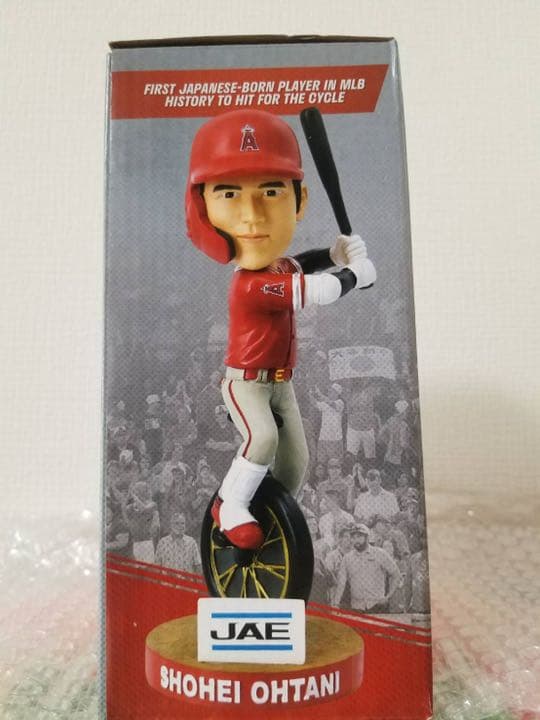 FIRST JAPANESE-BORN PLAYER IN MLB
HISTORY TO HIT FOR THE CYCLE
A
A
JAE
SHOHEI OHTANI